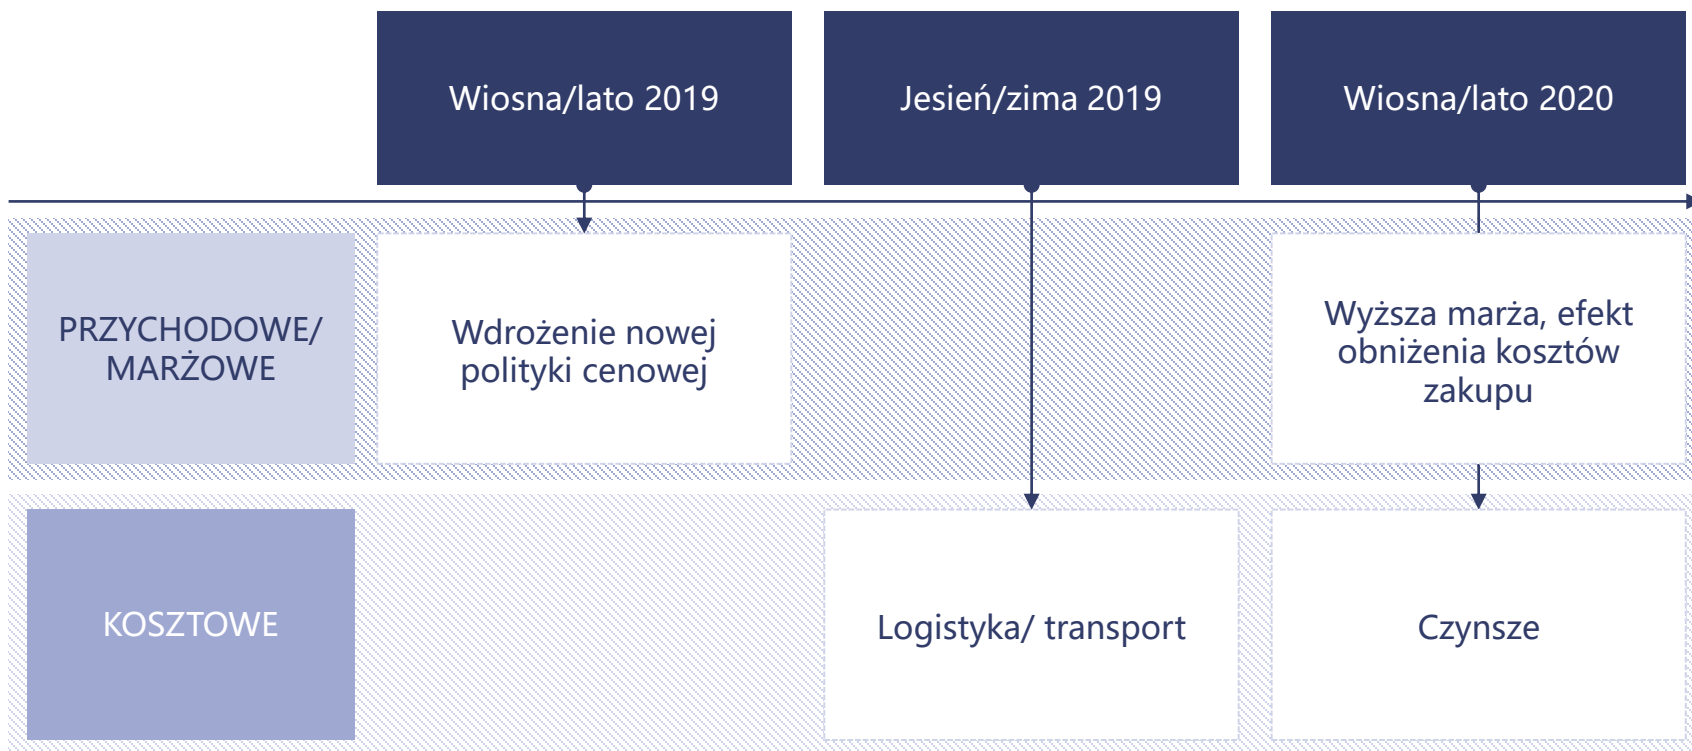 Wiosna/lato 2019
Jesień/zima 2019
Wiosna/lato 2020
PRZYCHODOWE/
MARŻOWE
Wdrożenie nowej
polityki cenowej
Wyższa marża, efekt
obniżenia kosztów
zakupu
KOSZTOWE
Logistyka/ transport
Czynsze